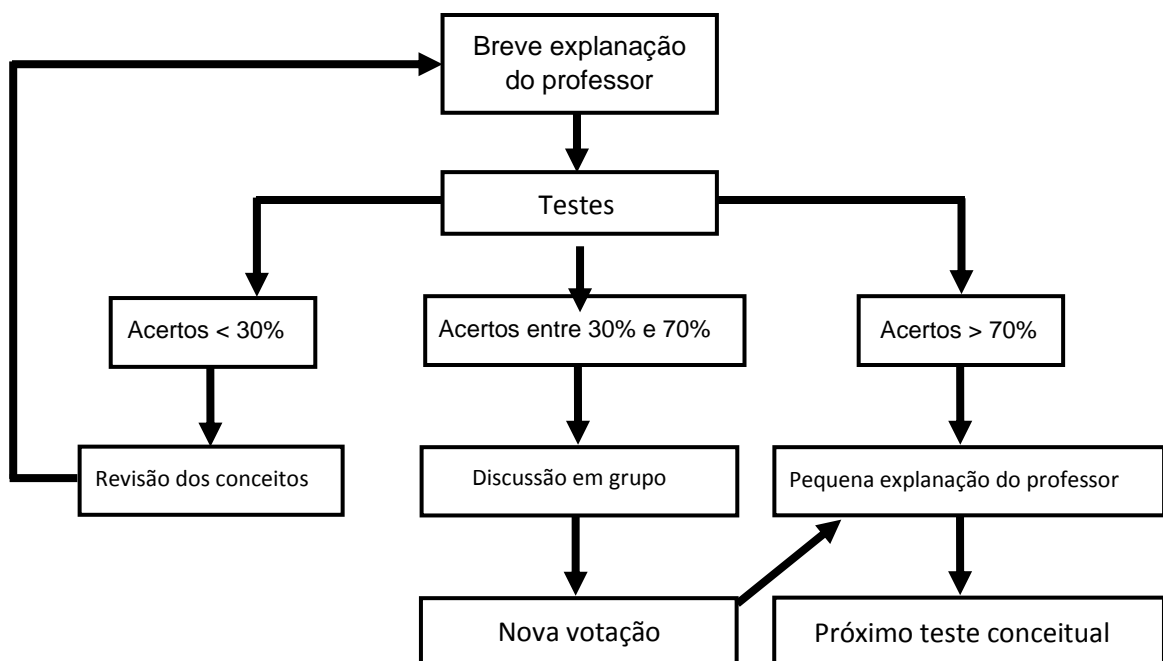 Breve explanação
do professor
Testes
Acertos < 30%
Acertos entre 30% e 70%
Acertos > 70%
Revisão dos conceitos
Discussão em grupo
Pequena explanação do professor
Nova votação
Próximo teste conceitual